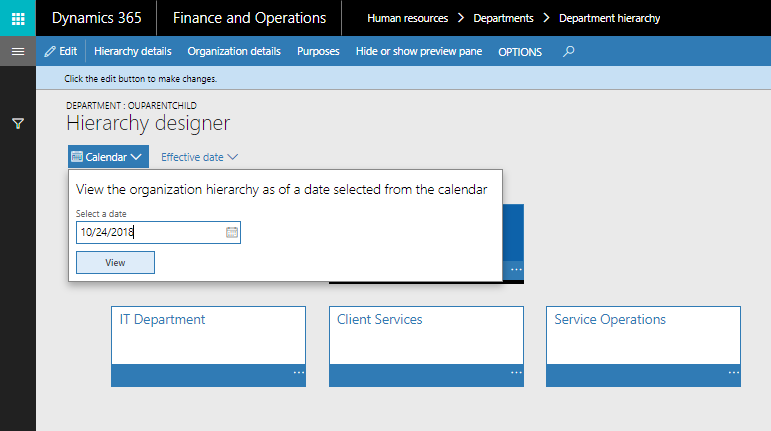 Dynamics 365 Finance and Operations Human resources Departments Department hierarchy
Edit Hierarchy details Organization details Purposes Hide or show preview pane OPTIONS
Click the edit button to make changes.
DEPARTMENT : OUPARENTCHILD
Hierarchy designer
Calendar Effective date
View the organization hierarchy as of a date selected from the calendar
Select a date
10/24/2018
View
...
IT Department Client Services Service Operations
... ... ...